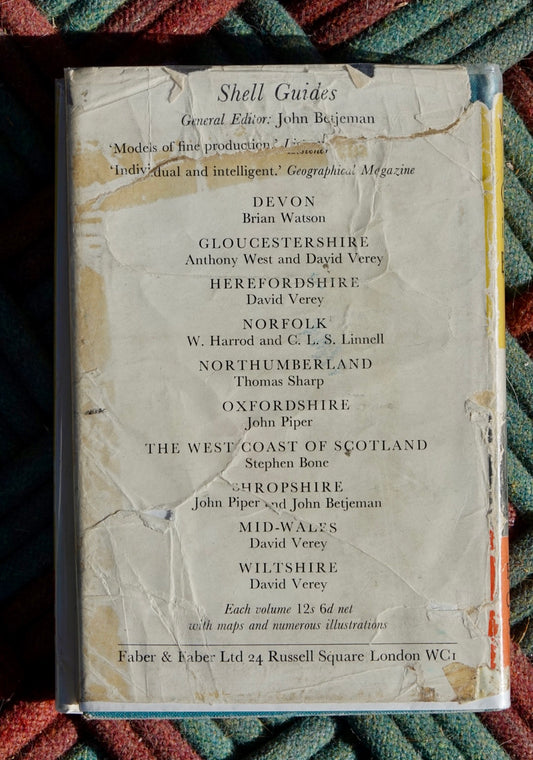 Shell Guides
General Editor: John Betjeman
'Models of fine production.'
'Individual and intelligent.' Geographical Magazine
DEVON
Brian Watson
GLOUCESTERSHIRE
Anthony West and David Verey
HEREFORDSHIRE
David Verey
NORFOLK
W. Harrod and C. L. S. Linnell
NORTHUMBERLAND
Thomas Sharp
OXFORDSHIRE
John Piper
THE WEST COAST OF SCOTLAND
Stephen Bone
SHROPSHIRE
John Piper and John Betjeman
MID-WALES
David Verey
WILTSHIRE
David Verey
Each volume 12s 6d net
with maps and numerous illustrations
Faber & Faber Ltd 24 Russell Square London WC1